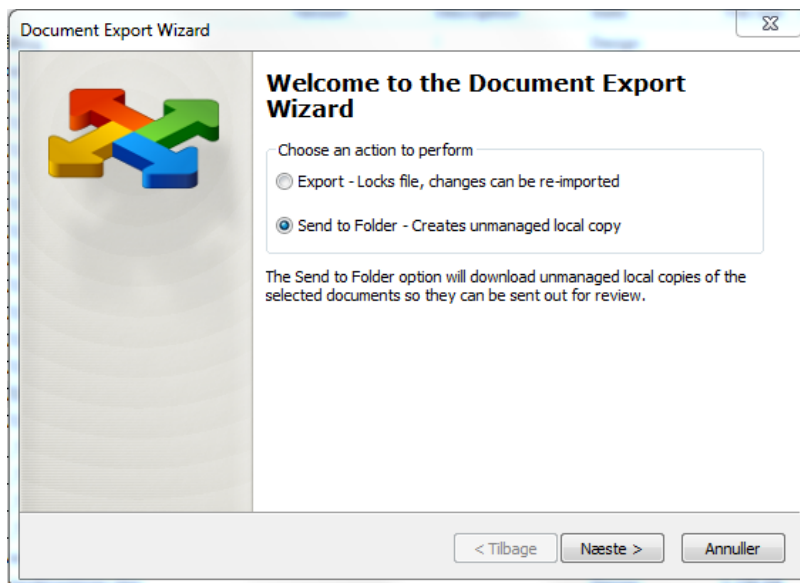 Document Export Wizard
Welcome to the Document Export
Wizard
Choose an action to perform
Export - Locks file, changes can be re-imported
Send to Folder - Creates unmanaged local copy
The Send to Folder option will download unmanaged local copies of the
selected documents so they can be sent out for review.
< Tilbage
Næste >
Annuller